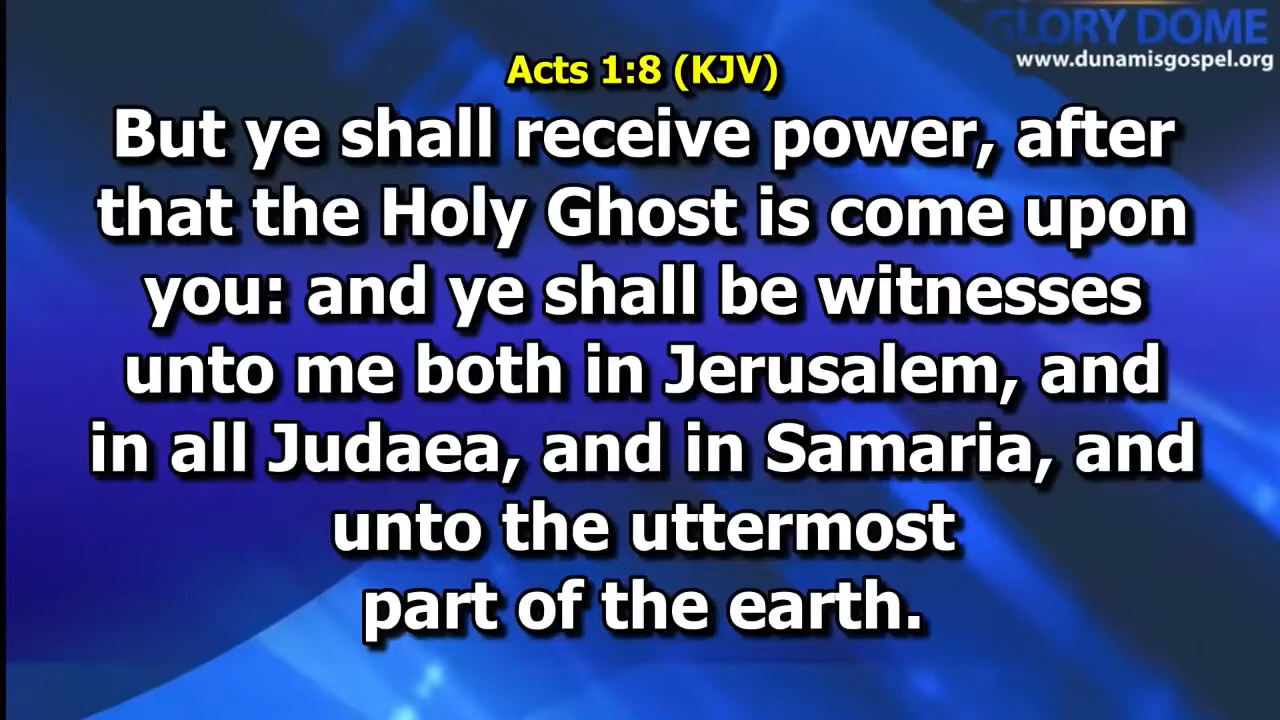 GLORY DOME
www.dunamisgospel.org
Acts 1:8 (KJV)
But ye shall receive power, after
that the Holy Ghost is come upon
you: and ye shall be witnesses
unto me both in Jerusalem, and
in all Judaea, and in Samaria, and
unto the uttermost
part of the earth.